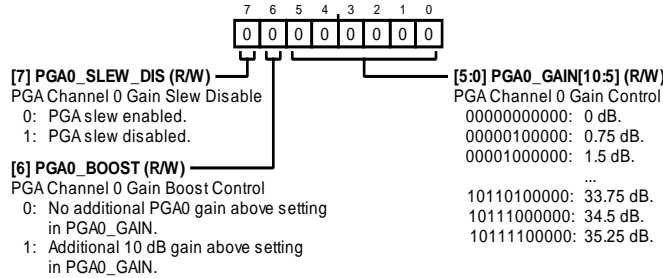 7 6 5 4 3 2 1 0
0 0 0 0 0 0 0 0
[7] PGA0_SLEW_DIS (R/W)
PGA Channel 0 Gain Slew Disable
0: PGA slew enabled.
1: PGA slew disabled.
[6] PGA0_BOOST (R/W)
PGA Channel 0 Gain Boost Control
0: No additional PGA0 gain above setting
in PGA0_GAIN.
1: Additional 10 dB gain above setting
in PGA0_GAIN.
[5:0] PGA0_GAIN[10:5] (R/W)
PGA Channel 0 Gain Control
00000000000: 0 dB.
00000100000: 0.75 dB.
00001000000: 1.5 dB.
...
10110100000: 33.75 dB.
10111000000: 34.5 dB.
10111100000: 35.25 dB.